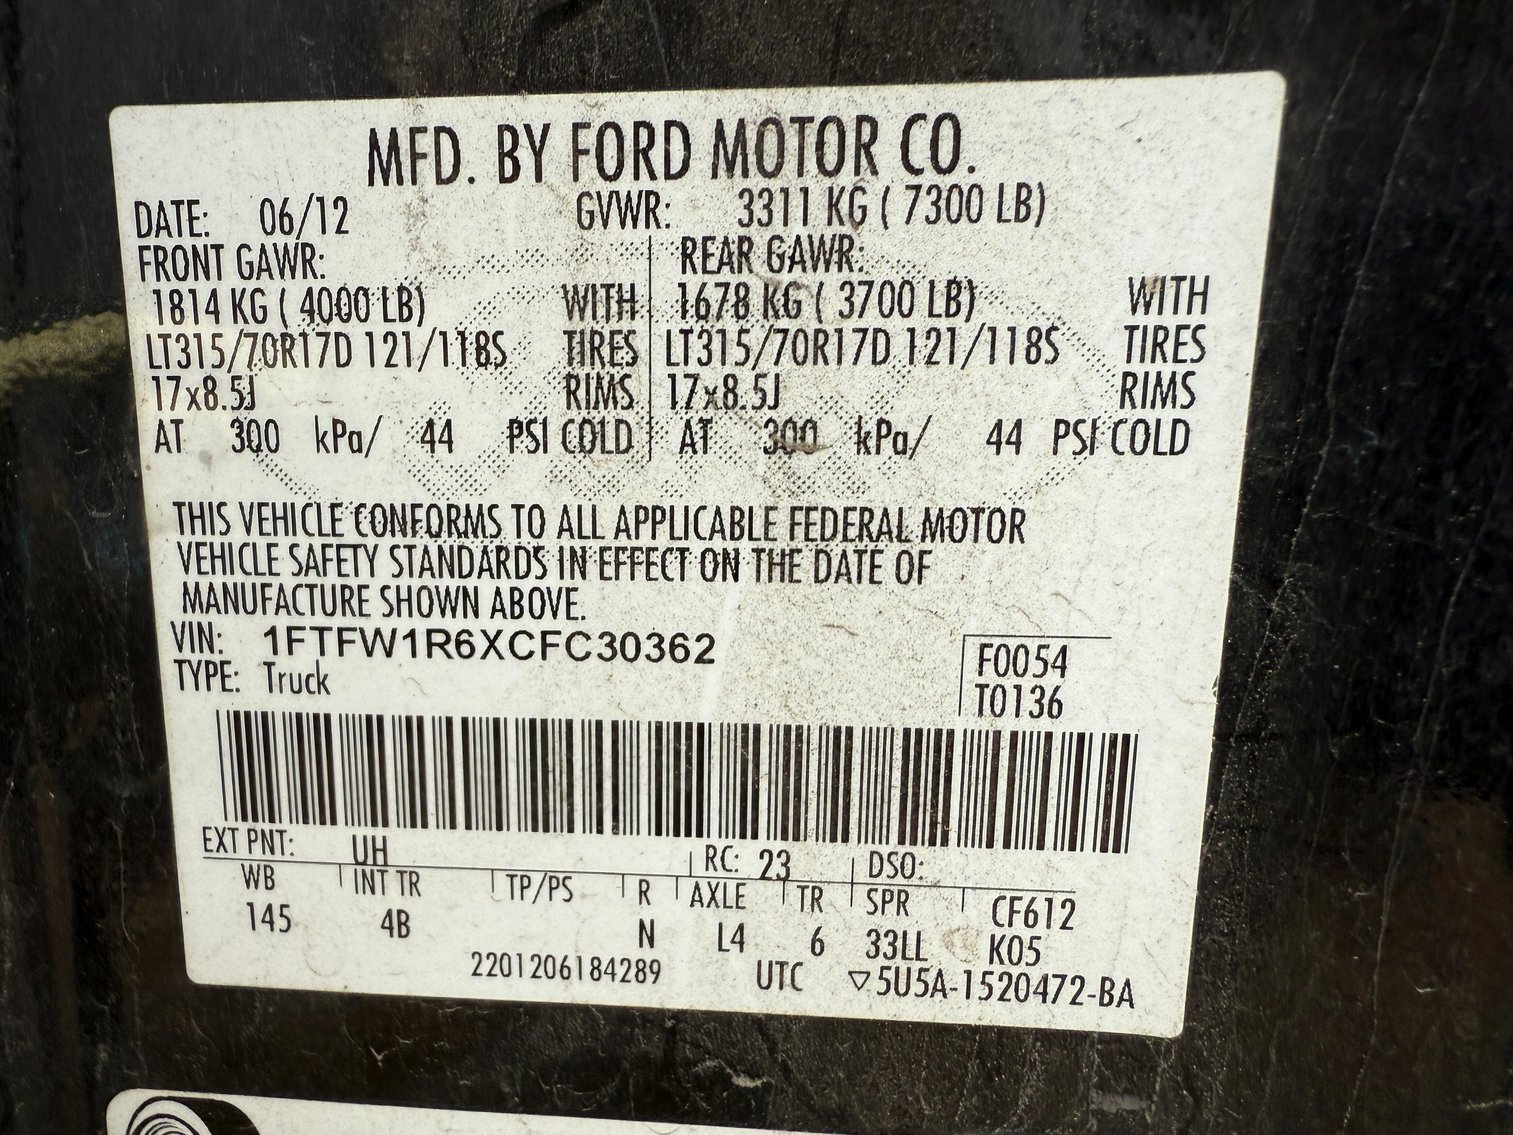 MFD. BY FORD MOTOR CO.
DATE: 06/12 GVWR: 3311 KG ( 7300 LB)
FRONT GAWR: REAR GAWR:
1814 KG ( 4000 LB) WITH 1678 KG ( 3700 LB) WITH
LT315/70R17D 121/118S TIRES LT315/70R17D 121/118S TIRES
17x8.5J RIMS 17x8.5J RIMS
AT 300 kPa/ 44 PSI COLD AT 300 kPa/ 44 PSI COLD
THIS VEHICLE CONFORMS TO ALL APPLICABLE FEDERAL MOTOR
VEHICLE SAFETY STANDARDS IN EFFECT ON THE DATE OF
MANUFACTURE SHOWN ABOVE.
VIN: 1FTFW1R6XCFC30362
TYPE: Truck
F0054
T0136
EXT PNT: UH RC: 23 DSO:
WB INT TR TP/PS R AXLE TR SPR CF612
145 4B N L4 6 33LL K05
2201206184289 UTC ▽5U5A-1520472-BA